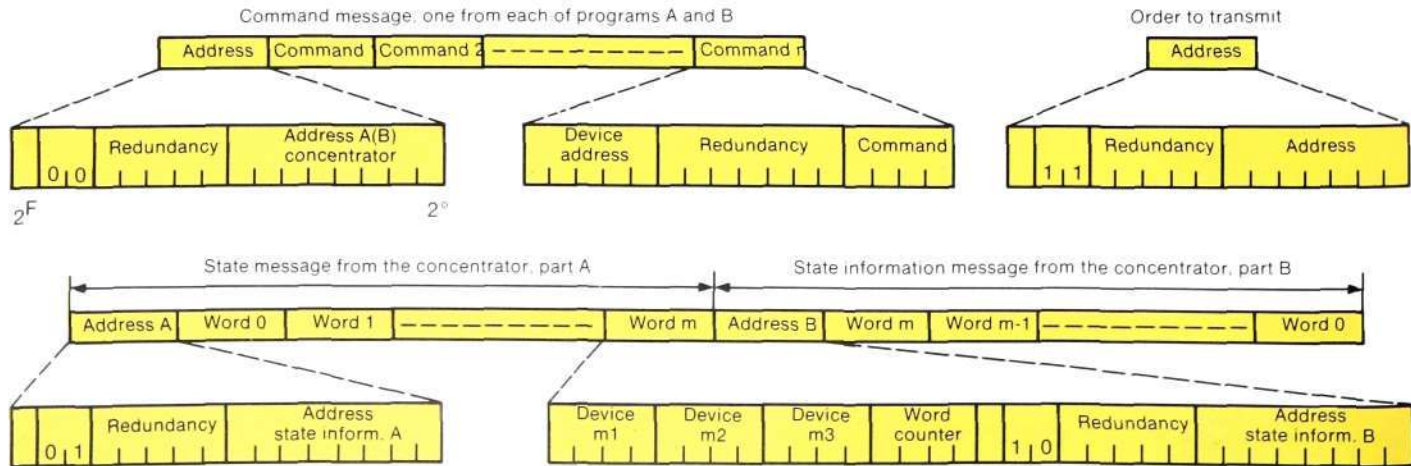 Command message, one from each of programs A and B
Order to transmit
Address Command Command 2 Command n
Address
Redundancy Address A(B) concentrator
0 0
Device address Redundancy Command
Redundancy Address
1 1
2F 2°
State message from the concentrator, part A
State information message from the concentrator, part B
Address A Word 0 Word 1 Word m Address B Word m Word m-1 Word 0
Redundancy Address state inform. A
0 1
Device m1 Device m2 Device m3 Word counter Redundancy Address state inform. B
1 0